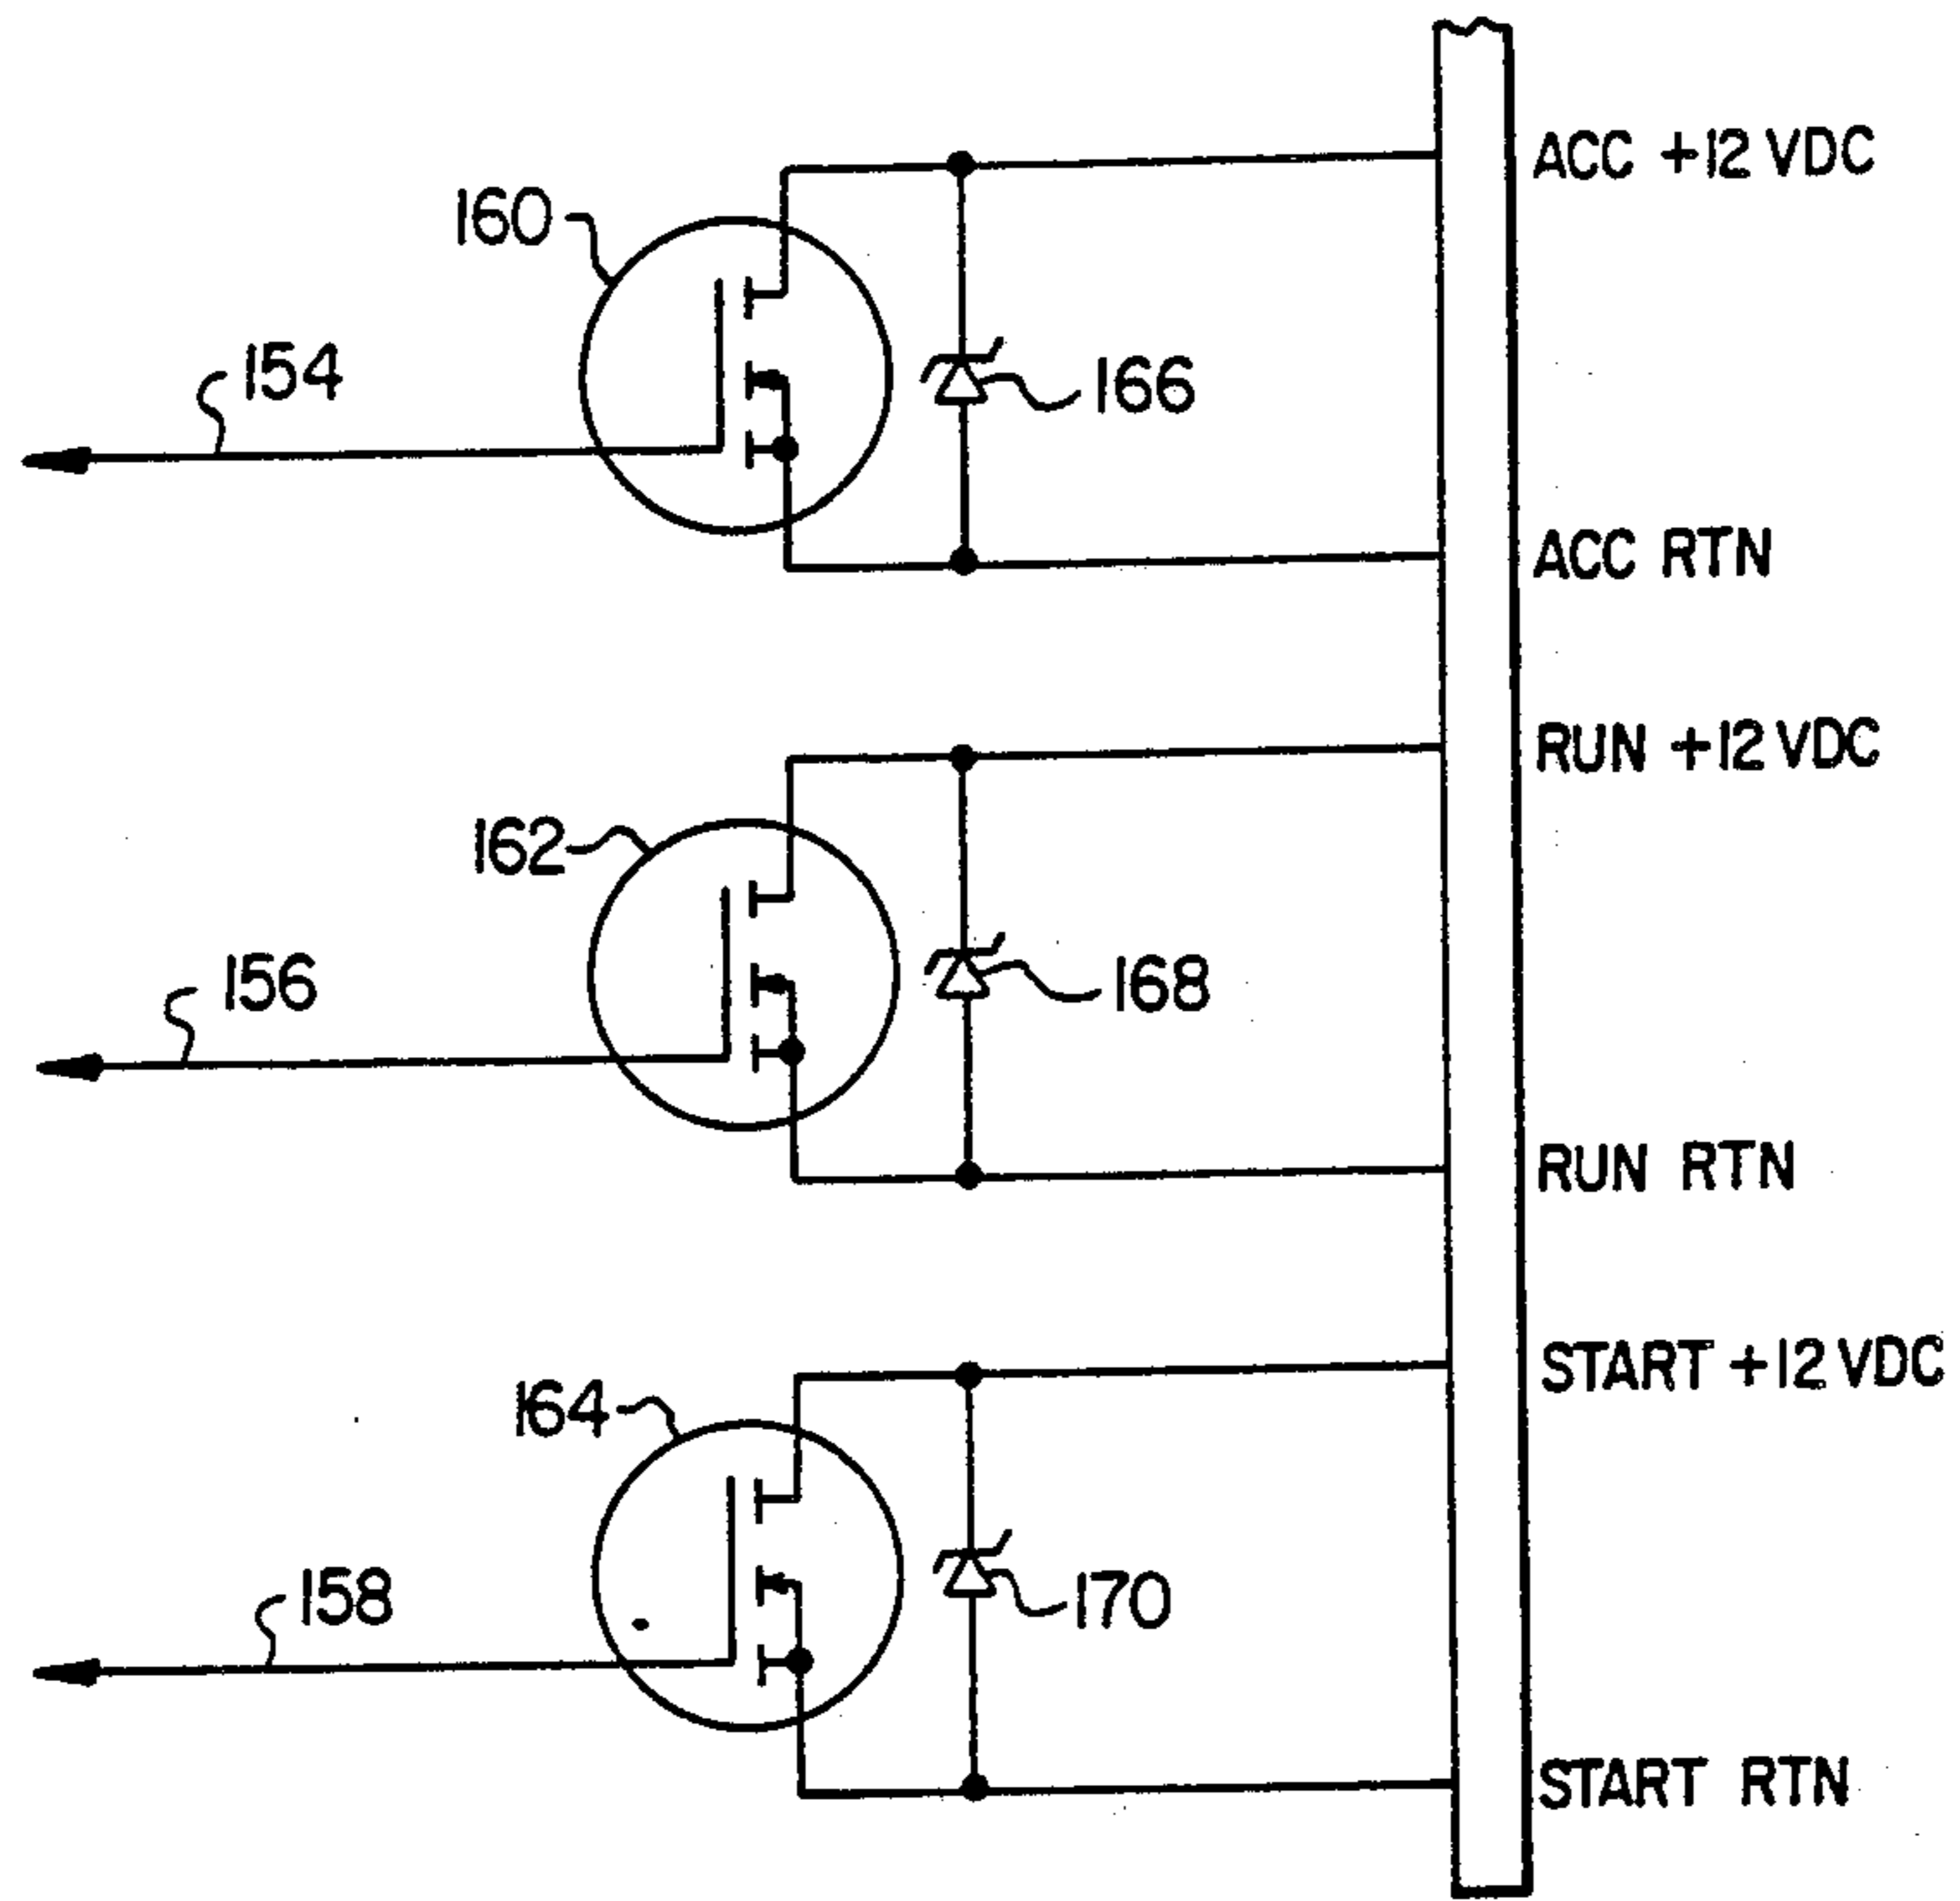 ACC +12 VDC
160
154
166
ACC RTN
RUN +12 VDC
162
156
168
RUN RTN
START +12 VDC
164
158
170
START RTN